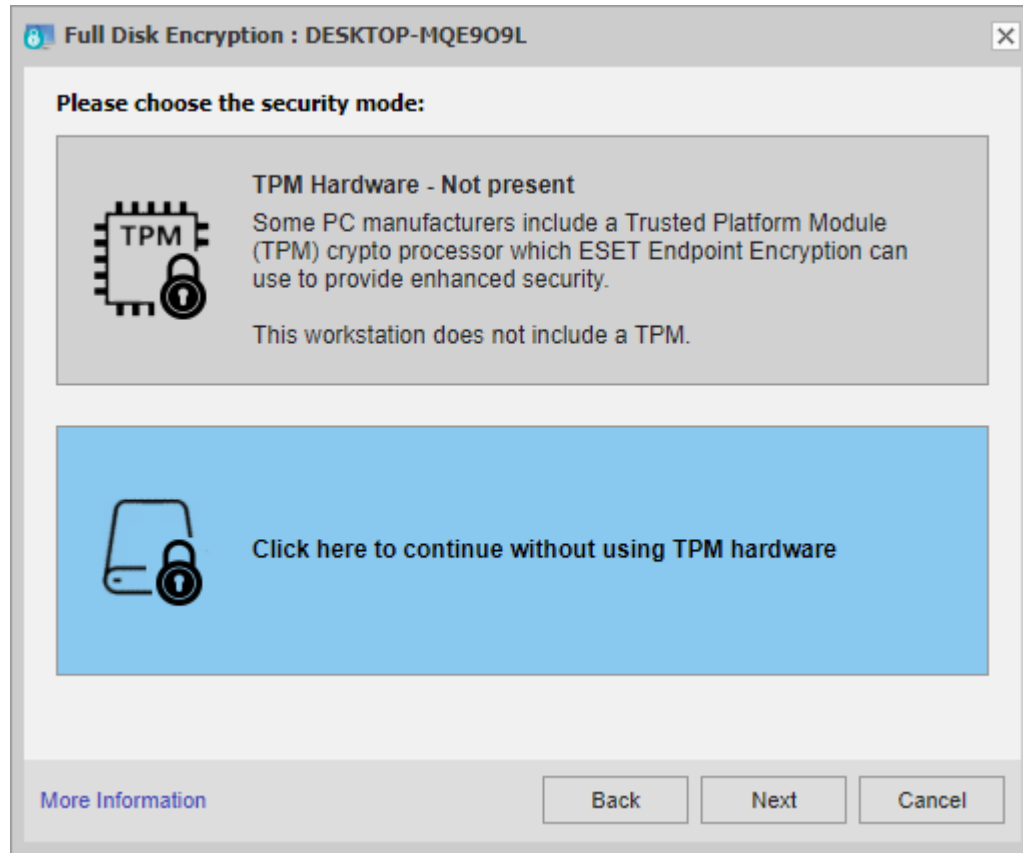 Full Disk Encryption : DESKTOP-MQE9O9L
Please choose the security mode:
TPM
TPM Hardware - Not present
Some PC manufacturers include a Trusted Platform Module
(TPM) crypto processor which ESET Endpoint Encryption can
use to provide enhanced security.
This workstation does not include a TPM.
Click here to continue without using TPM hardware
More Information
Back
Next
Cancel